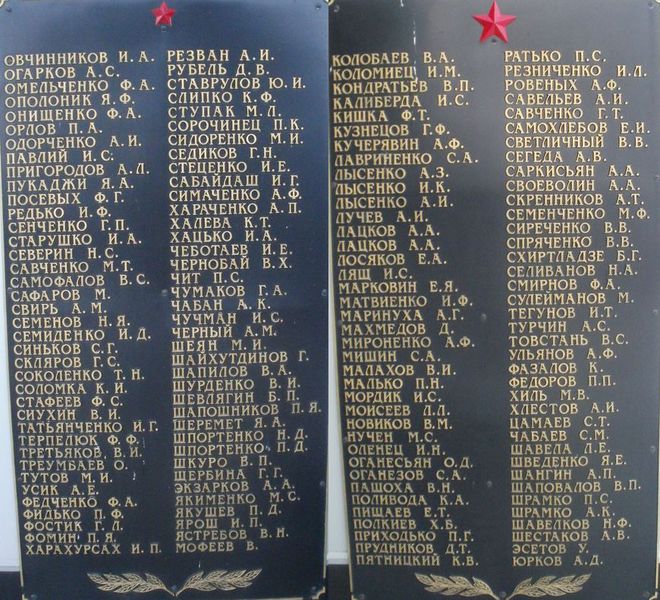 ОВЧИННИКОВ И. А.
ОГАРКОВ А.С.
ОМЕЛЬЧЕНКО Ф.А.
ОПОЛОНИК Я.Ф.
ОНИЩЕНКО Ф.А.
ОРЛОВ П.А.
ОДОРЧЕНКО А.И.
ПАВЛИЙ И.С.
ПРИГОРОДОВ А.Л.
ПУКАДЖИ Я.А.
ПОСЕВЫХ Ф.Г.
РЕДЬКО И.Ф.
СЕНЧЕНКО Г.П.
СТАРУШКО И.А.
СЕВЕРИН Н.С.
САВЧЕНКО М.Т.
САМОФАЛОВ В.С.
САФАРОВ М.
СВИРЬ А.М.
СЕМЕНОВ Н.Я.
СЕМИДЕНКО И.Д.
СИНЬКОВ С.Г.
СКЛЯРОВ Г.С.
СОКОЛЕНКО Т.Н.
СОЛОМКА К.И.
СТАФЕЕВ Ф.С.
СИУХИН В.И.
ТАТЬЯНЧЕНКО И.Г.
ТЕРПЕЛЮК Ф.Ф.
ТРЕТЬЯКОВ В.И.
ТРЕУМБАЕВ О.
ТУТОВ М.И.
УСИК А.Е.
ФЕДЧЕНКО Ф.А.
ФИДЬКО П.Ф.
ФОСТИК Г.Л.
ФОМИН П.Я.
ХАРАХУРСАХ И.П.
РЕЗВАН А.И.
РУБЕЛЬ Д.В.
СТАВРУЛОВ Ю.И.
СЛИПКО К.Ф.
СТУПАК М.Л.
СОРОЧИНЕЦ П.К.
СИДОРЕНКО М.И.
СЕДИКОВ Г.Н.
СТЕЦЕНКО И.Е.
САБАЙДАШ И.Г.
СИМАЧЕНКО А.Ф.
ХАРАЧЕНКО А.П.
ХАЛЕВА К.Т.
ХАЦЬКО И.А.
ЧЕБОТАЕВ И.Е.
ЧЕРНОБАЙ В.Х.
ЧИТ П.С.
ЧУМАКОВ Г.А.
ЧАБАН А.К.
ЧУЧМАН И.С.
ЧЕРНЫЙ А.М.
ШЕЯН М.И.
ШАЙХУТДИНОВ Г.
ШАПИЛОВ В.А.
ШУРДЕНКО В.И.
ШЕВЛЯГИН Б.П.
ШАПОШНИКОВ П.Я.
ШЕРЕМЕТ Я.А.
ШПОРТЕНКО Н.Д.
ШПОРТЕНКО П.Д.
ШКУРО В.П.
ЩЕРБИНА Г.Г.
ЭКЗАРКОВ А.А.
ЯКИМЕНКО М.С.
ЯКУШЕВ П.Д.
ЯРОШ И.П.
ЯСТРЕБОВ В.Н.
МОФЕЕВ В.
КОЛОБАЕВ В.А.
КОЛОМИЕЦ И.М.
КОНДРАТЬЕВ В.П.
КАЛИБЕРДА И.С.
КИШКА Ф.Т.
КУЗНЕЦОВ Г.Ф.
КУЧЕРЯВИН А.Ф.
ЛАВРИНЕНКО С.А.
ЛЫСЕНКО А.З.
ЛЫСЕНКО И.К.
ЛЫСЕНКО А.И.
ЛУЧЕВ А.И.
ЛАЦКОВ А.А.
ЛАЦКОВ А.А.
ЛОСЯКОВ Е.А.
ЛЯЩ И.С.
МАРКОВИН Е.Я.
МАТВИЕНКО И.Ф.
МАРИНУХА А.Г.
МАХМЕДОВ Д.
МИРОНЕНКО А.Ф.
МИШИН С.А.
МАЛАХОВ В.И.
МАЛЬКО П.Н.
МОРДИК И.С.
МОИСЕЕВ Л.Л.
НОВИКОВ В.М.
НУЧЕН М.С.
ОЛЕНЕЦ И.Н.
ОГАНЕСЬЯН О.Д.
ОГАНЕЗОВ С.А.
ПАШОХА В.Н.
ПОЛИВОДА К.А.
ПИЩАЕВ Е.Т.
ПОЛКИЕВ Х.Б.
ПРИХОДЬКО П.Г.
ПРУДНИКОВ Д.Т.
ПЯТНИЦКИЙ К.В.
РАТЬКО П.С.
РЕЗНИЧЕНКО И.Л.
РОВЕНЫХ А.Ф.
САВЕЛЬЕВ А.И.
САВЧЕНКО Г.Т.
САМОХЛЕБОВ Е.И.
СВЕТЛИЧНЫЙ В.В.
СЕГЕДА А.В.
САРКИСЬЯН А.А.
СВОЕВОЛИН А.А.
СКРЕННИКОВ А.Т.
СЕМЕНЧЕНКО М.Ф.
СИРЕЧЕНКО В.В.
СПРЯЧЕНКО В.В.
СХИРТЛАДЗЕ Б.Г.
СЕЛИВАНОВ Н.А.
СМИРНОВ Ф.А.
СУЛЕЙМАНОВ М.
ТЕГУНОВ И.Т.
ТУРЧИН А.С.
ТОВСТАНЬ В.С.
УЛЬЯНОВ А.Ф.
ФАЗАЛОВ К.
ФЕДОРОВ П.П.
ХИЛЬ М.В.
ХЛЕСТОВ А.И.
ЦАМАЕВ С.Т.
ЧАБАЕВ С.М.
ШАВЕЛА Л.Е.
ШВЕДЕНКО Я.Е.
ШАНГИН А.П.
ШАПОВАЛОВ В.П.
ШРАМКО П.С.
ШРАМКО А.К.
ШАВЕЛКОВ Н.Ф.
ШЕСТАКОВ А.В.
ЭСЕТОВ У.
ЮРКОВ А.Д.